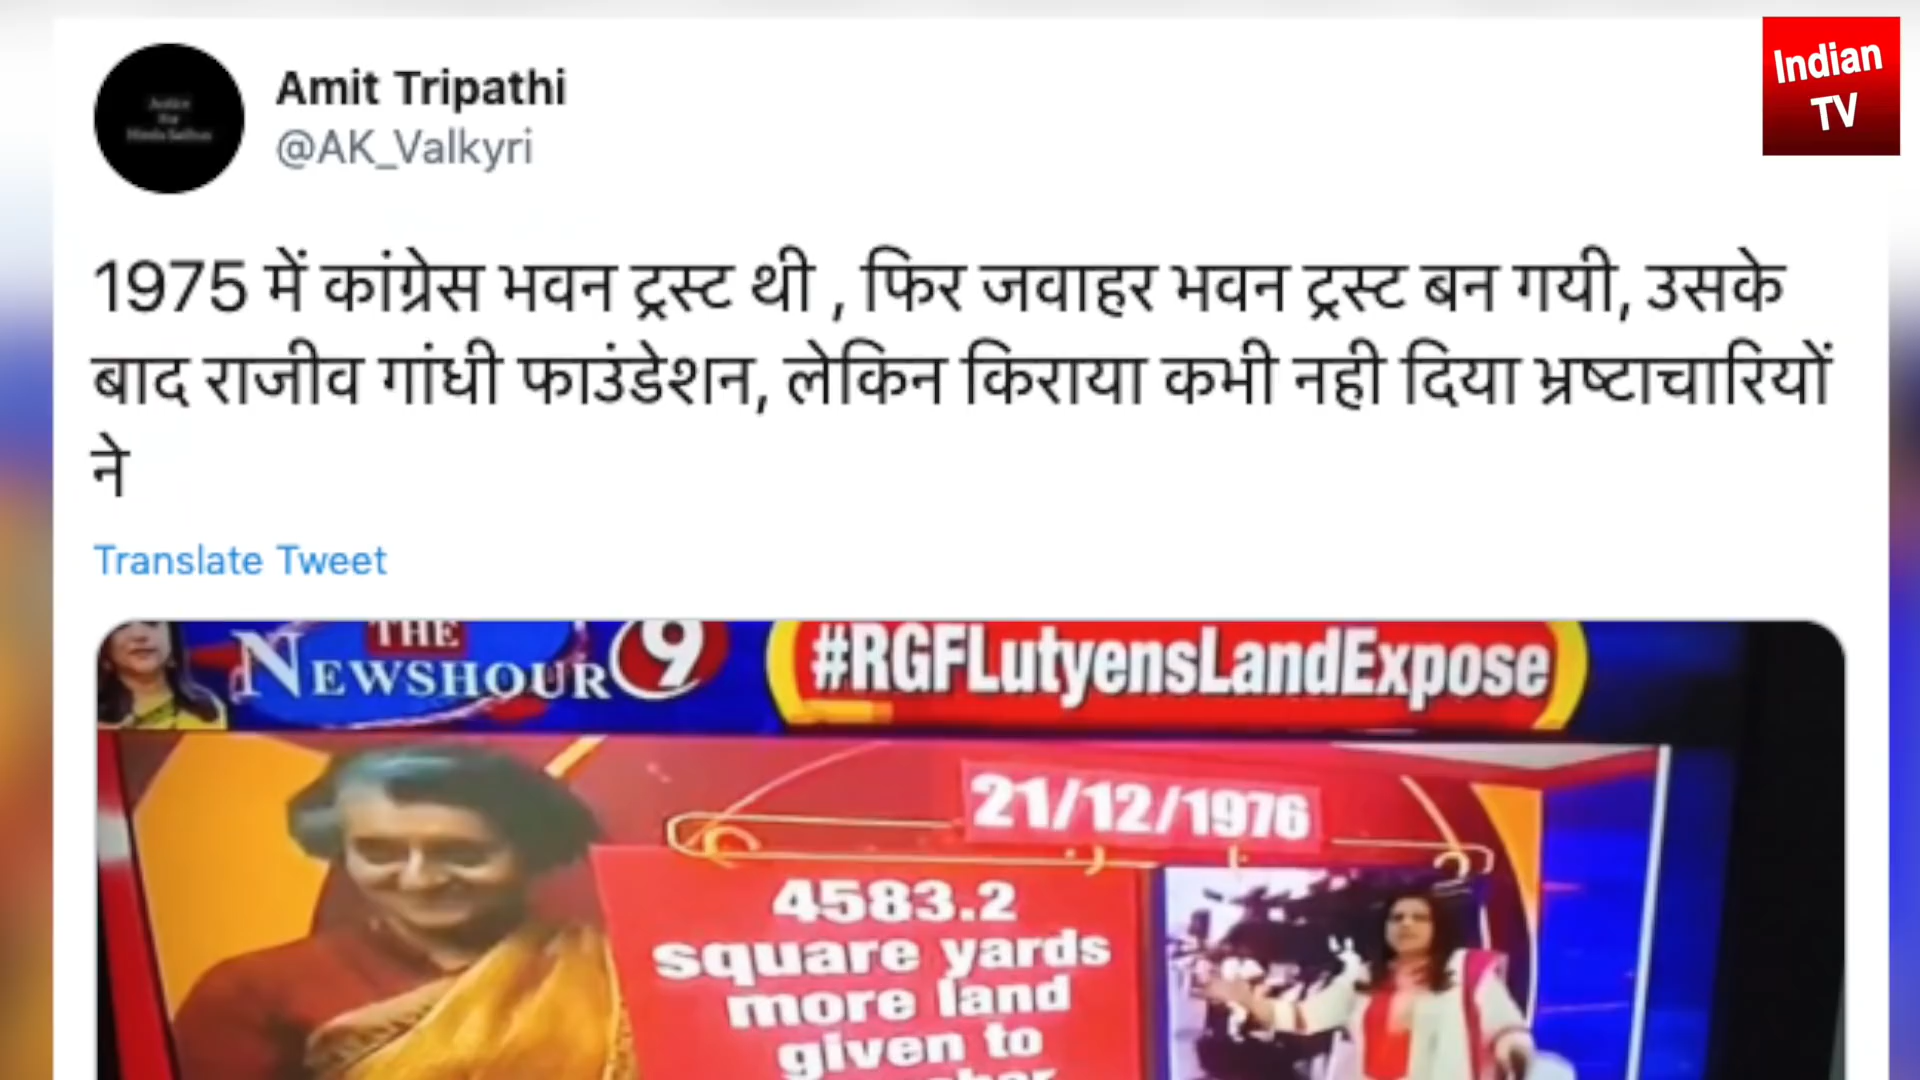 Indian
TV
Amit Tripathi
@AK_Valkyri
1975 में कांग्रेस भवन ट्रस्ट थी , फिर जवाहर भवन ट्रस्ट बन गयी, उसके
बाद राजीव गांधी फाउंडेशन, लेकिन किराया कभी नही दिया भ्रष्टाचारियों
ने
Translate Tweet
THE
NEWSHOUR 9
#RGFLutyensLandExpose
21/12/1976
4583.2
square yards
more land
given to